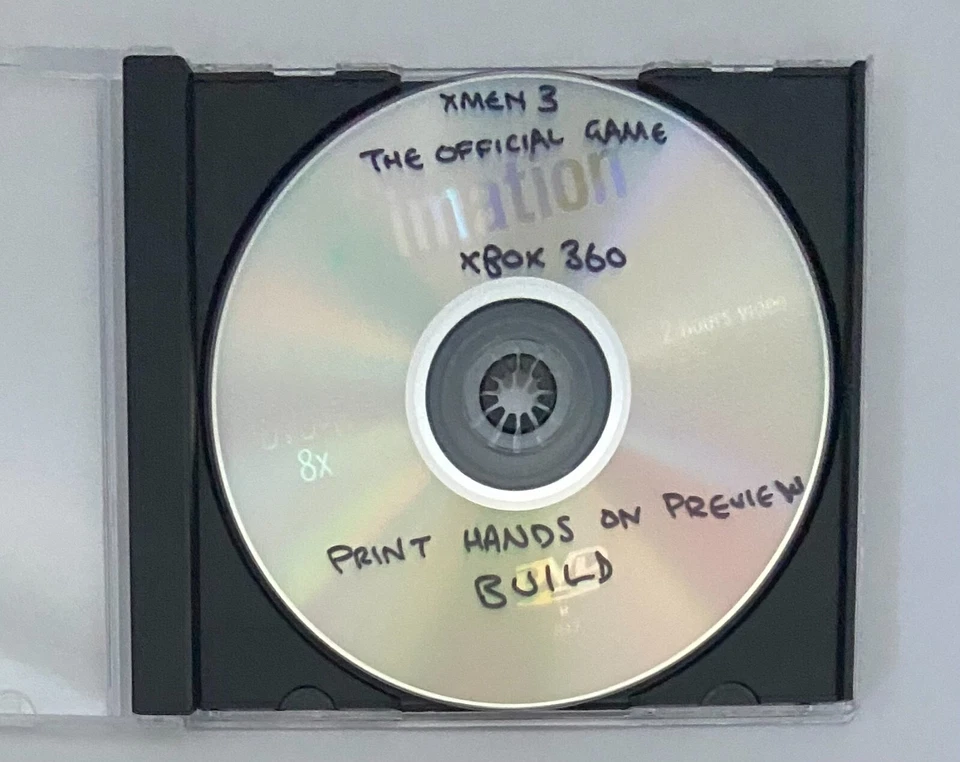 XMEN 3
THE OFFICIAL GAME
imation
XBOX 360
2 hours video
8x
PRINT HANDS ON PREVIEW
BUILD